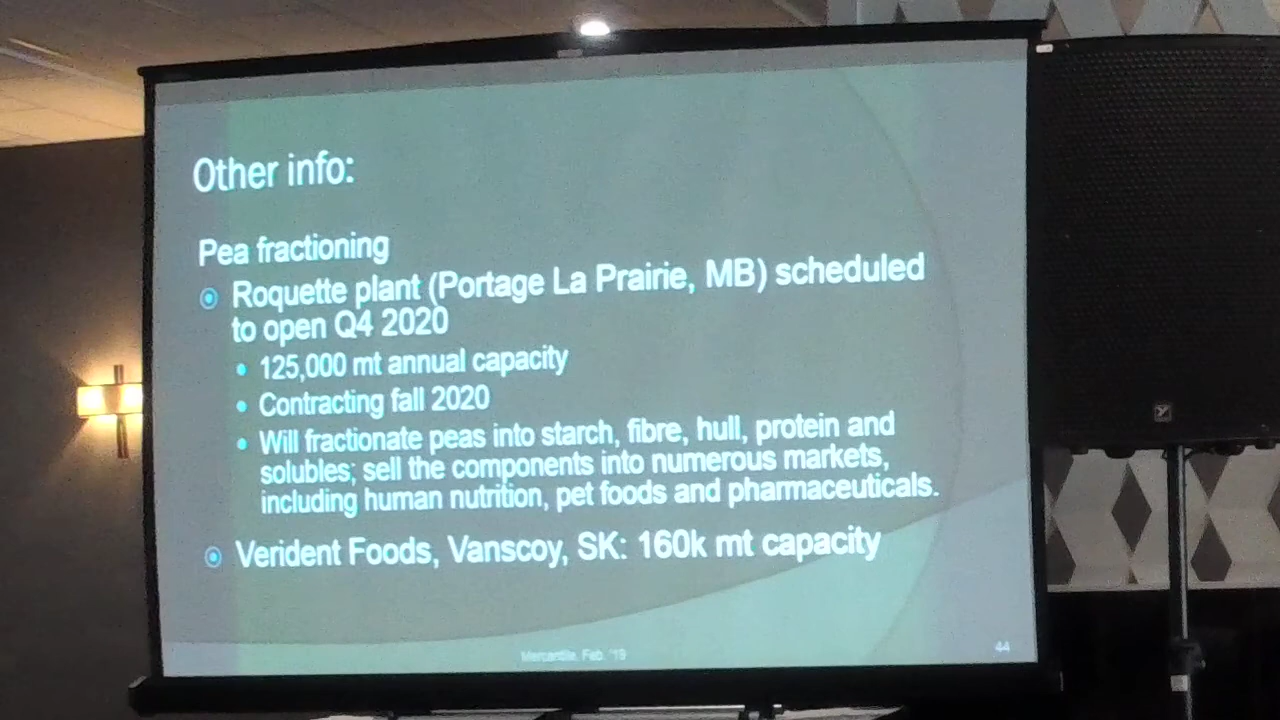 Other info:
Pea fractioning
Roquette plant (Portage La Prairie, MB) scheduled
to open Q4 2020
125,000 mt annual capacity
Contracting fall 2020
Will fractionate peas into starch, fibre, hull, protein and
solubles; sell the components into numerous markets,
including human nutrition, pet foods and pharmaceuticals.
Verident Foods, Vanscoy, SK: 160k mt capacity
Mercantile, Feb. '19
44